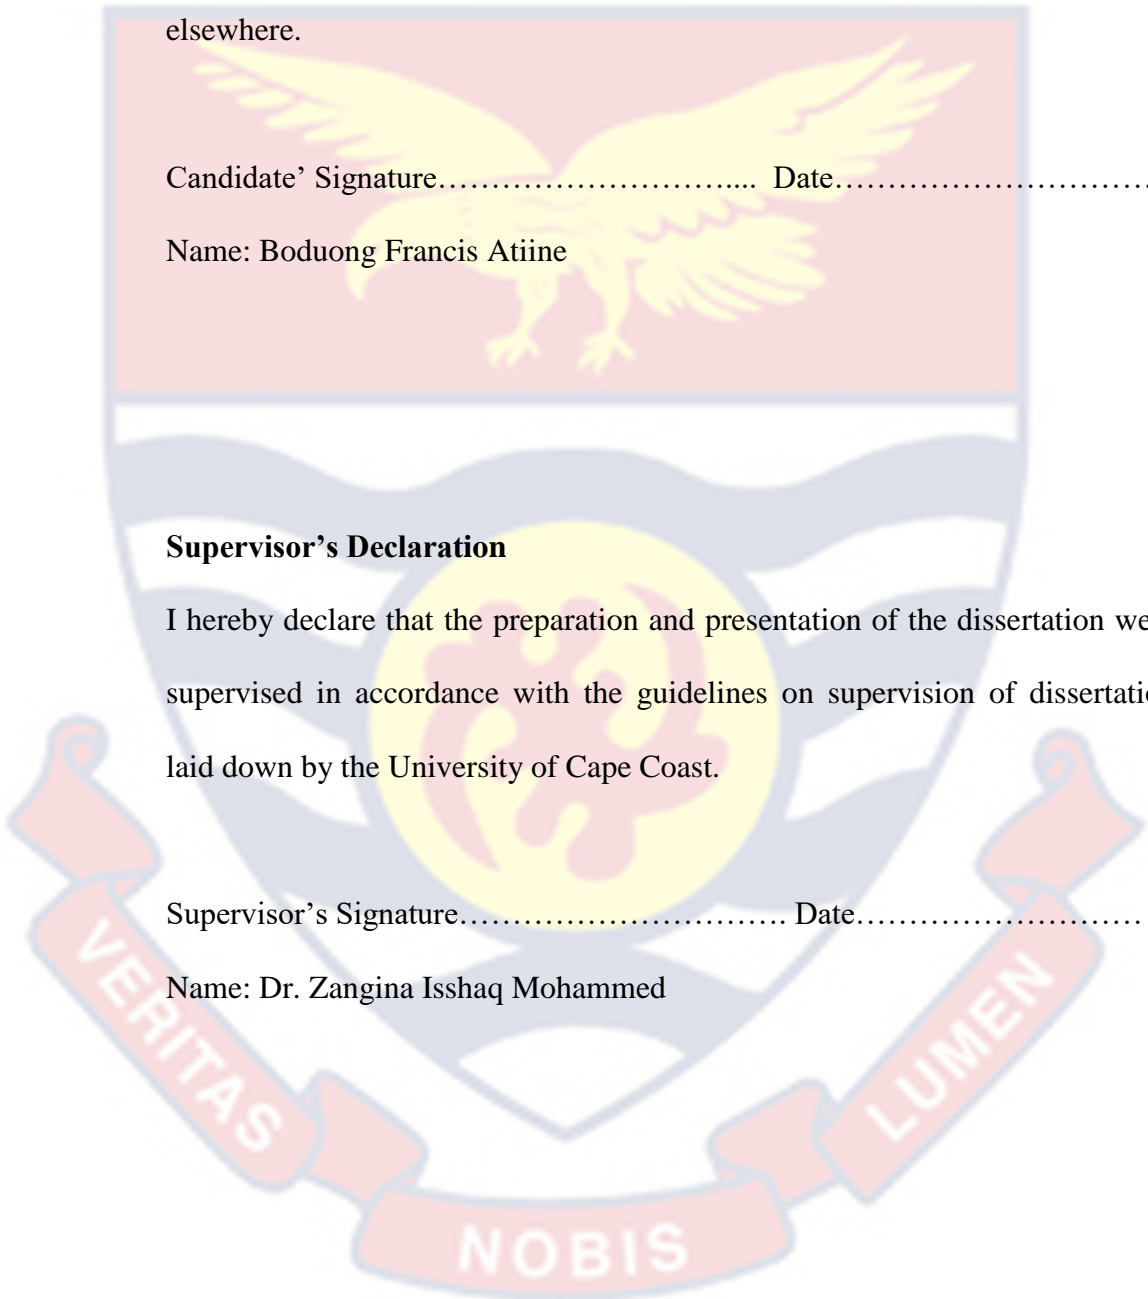 elsewhere.
Candidate’ Signature………………………….... Date…………………………
Name: Boduong Francis Atiine
Supervisor’s Declaration
I hereby declare that the preparation and presentation of the dissertation we
supervised in accordance with the guidelines on supervision of dissertatio
laid down by the University of Cape Coast.
Supervisor’s Signature…………………………. Date………………………
Name: Dr. Zangina Isshaq Mohammed
VERITAS
NOBIS
LUMEN